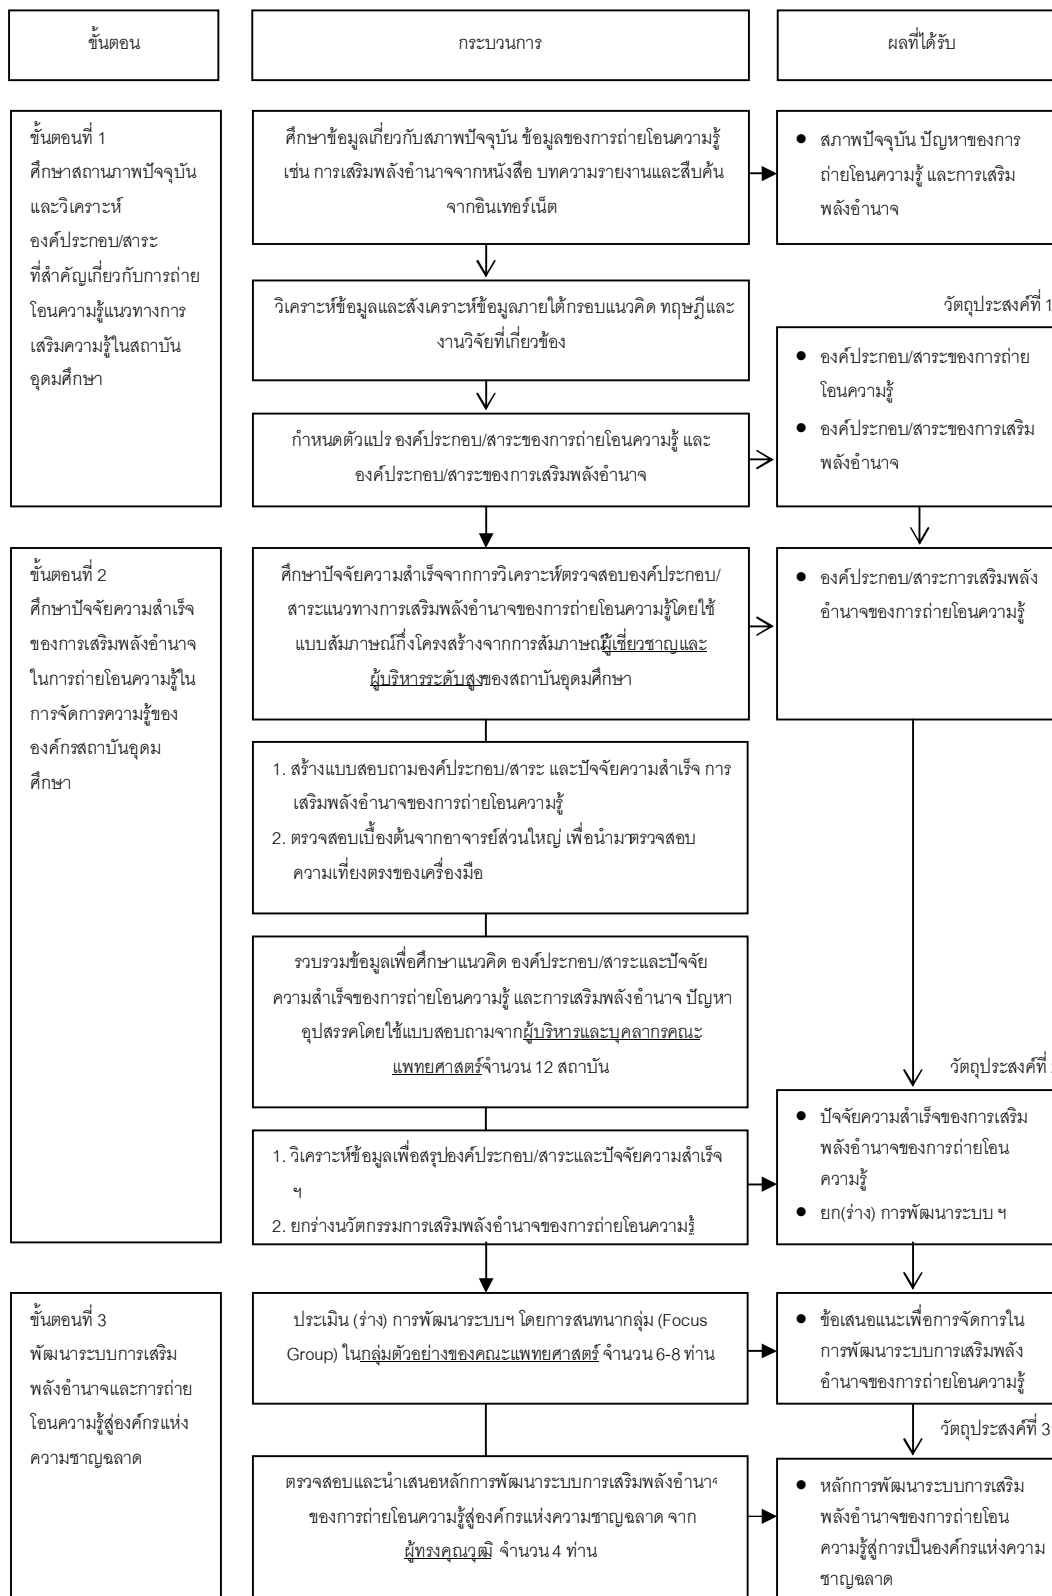 ขั้นตอน
กระบวนการ
ผลที่ได้รับ
ขั้นตอนที่ 1
ศึกษาสถานภาพปัจจุบัน
และวิเคราะห์
องค์ประกอบ/สาระ
ที่สำคัญเกี่ยวกับการถ่าย
โอนความรู้แนวทางการ
เสริมความรู้ในสถาบัน
อุดมศึกษา
ศึกษาข้อมูลเกี่ยวกับสภาพปัจจุบัน ข้อมูลของการถ่ายโอนความรู้
เช่น การเสริมพลังอำนาจจากหนังสือ บทความรายงานและสืบค้น
จากอินเทอร์เน็ต
● สภาพปัจจุบัน ปัญหาของการ
ถ่ายโอนความรู้ และการเสริม
พลังอำนาจ
วิเคราะห์ข้อมูลและสังเคราะห์ข้อมูลภายใต้กรอบแนวคิด ทฤษฎีและ
งานวิจัยที่เกี่ยวข้อง
วัตถุประสงค์ที่ 1
● องค์ประกอบ/สาระของการถ่าย
โอนความรู้
● องค์ประกอบ/สาระของการเสริม
พลังอำนาจ
กำหนดตัวแปร องค์ประกอบ/สาระของการถ่ายโอนความรู้ และ
องค์ประกอบ/สาระของการเสริมพลังอำนาจ
ขั้นตอนที่ 2
ศึกษาปัจจัยความสำเร็จ
ของการเสริมพลังอำนาจ
ในการถ่ายโอนความรู้ใน
การจัดการความรู้ของ
องค์กรสถาบันอุดม
ศึกษา
ศึกษาปัจจัยความสำเร็จจากการวิเคราะห์ตรวจสอบองค์ประกอบ/
สาระแนวทางการเสริมพลังอำนาจของการถ่ายโอนความรู้โดยใช้
แบบสัมภาษณ์กึ่งโครงสร้างจากการสัมภาษณ์ผู้เชี่ยวชาญและ
ผู้บริหารระดับสูงของสถาบันอุดมศึกษา
● องค์ประกอบ/สาระการเสริมพลัง
อำนาจของการถ่ายโอนความรู้
1. สร้างแบบสอบถามองค์ประกอบ/สาระ และปัจจัยความสำเร็จ การ
เสริมพลังอำนาจของการถ่ายโอนความรู้
2. ตรวจสอบเบื้องต้นจากอาจารย์ส่วนใหญ่ เพื่อนำมาตรวจสอบ
ความเที่ยงตรงของเครื่องมือ
รวบรวมข้อมูลเพื่อศึกษาแนวคิด องค์ประกอบ/สาระและปัจจัย
ความสำเร็จของการถ่ายโอนความรู้ และการเสริมพลังอำนาจ ปัญหา
อุปสรรคโดยใช้แบบสอบถามจากผู้บริหารและบุคลากรคณะ
แพทยศาสตร์จำนวน 12 สถาบัน
วัตถุประสงค์ที่
● ปัจจัยความสำเร็จของการเสริม
พลังอำนาจของการถ่ายโอน
ความรู้
● ยก(ร่าง) การพัฒนาระบบ ฯ
1. วิเคราะห์ข้อมูลเพื่อสรุปองค์ประกอบ/สาระและปัจจัยความสำเร็จ
ฯ
2. ยกร่างนวัตกรรมการเสริมพลังอำนาจของการถ่ายโอนความรู้
ขั้นตอนที่ 3
พัฒนาระบบการเสริม
พลังอำนาจและการถ่าย
โอนความรู้สู่องค์กรแห่ง
ความชาญฉลาด
ประเมิน (ร่าง) การพัฒนาระบบฯ โดยการสนทนากลุ่ม (Focus
Group) ในกลุ่มตัวอย่างของคณะแพทยศาสตร์ จำนวน 6-8 ท่าน
● ข้อเสนอแนะเพื่อการจัดการใน
การพัฒนาระบบการเสริมพลัง
อำนาจของการถ่ายโอนความรู้
วัตถุประสงค์ที่ 3
ตรวจสอบและนำเสนอหลักการพัฒนาระบบการเสริมพลังอำนาจ
ของการถ่ายโอนความรู้สู่องค์กรแห่งความชาญฉลาด จาก
ผู้ทรงคุณวุฒิ จำนวน 4 ท่าน
● หลักการพัฒนาระบบการเสริม
พลังอำนาจของการถ่ายโอน
ความรู้สู่การเป็นองค์กรแห่งความ
ชาญฉลาด